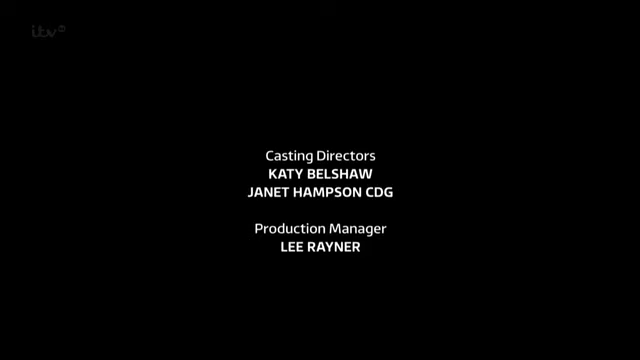 itv
Casting Directors
KATY BELSHAW
JANET HAMPSON CDG
Production Manager
LEE RAYNER